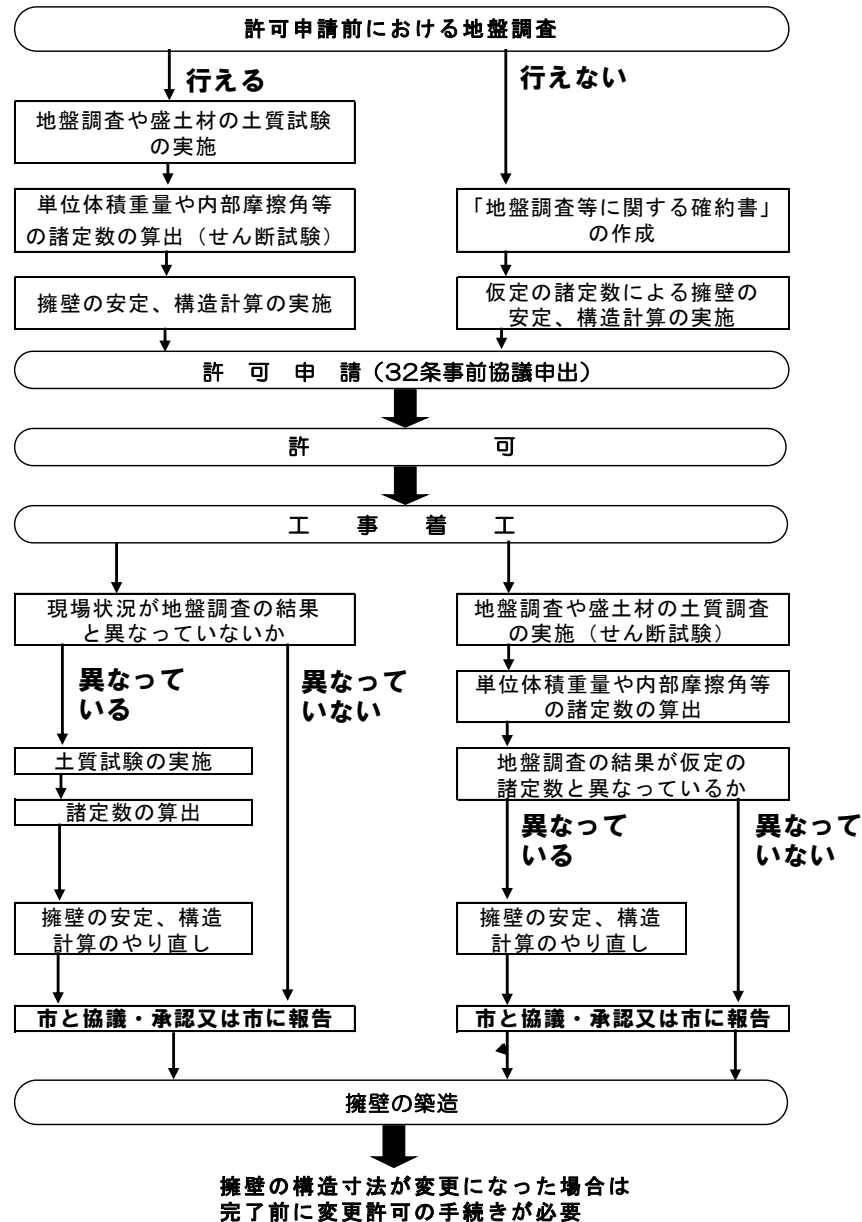 許可申請前における地盤調査
行える
行えない
地盤調査や盛土材の土質試験
の実施
単位体積重量や内部摩擦角等
の諸定数の算出（せん断試験）
「地盤調査等に関する確約書」
の作成
擁壁の安定、構造計算の実施
仮定の諸定数による擁壁の
安定、構造計算の実施
許可申請（32条事前協議申出）
許可
工事着工
現場状況が地盤調査の結果
と異なっていないか
異なって
いる
異なって
いない
土質試験の実施
諸定数の算出
擁壁の安定、構造
計算のやり直し
市と協議・承認又は市に報告
地盤調査や盛土材の土質調査
の実施（せん断試験）
単位体積重量や内部摩擦角等
の諸定数の算出
地盤調査の結果が仮定の
諸定数と異なっているか
異なって
いる
異なって
いない
擁壁の安定、構造
計算のやり直し
市と協議・承認又は市に報告
擁壁の築造
擁壁の構造寸法が変更になった場合は
完了前に変更許可の手続きが必要